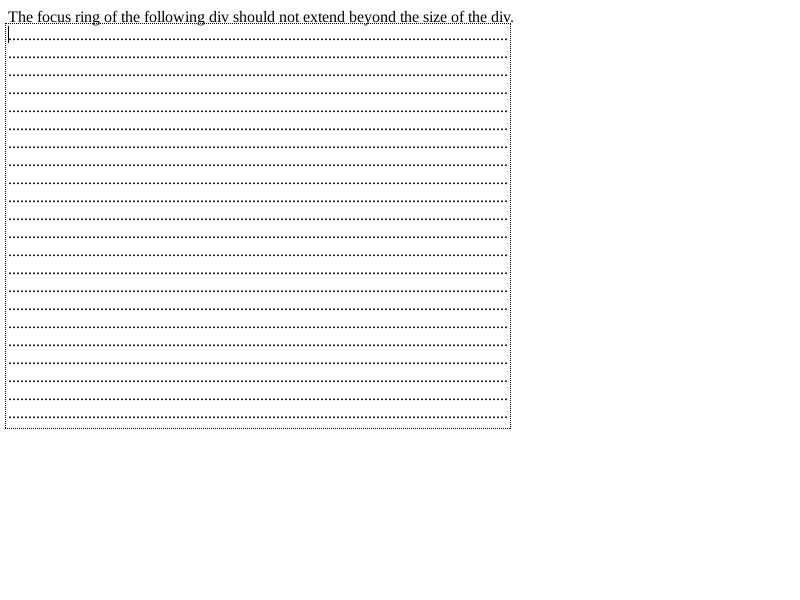 The focus ring of the following div should not extend beyond the size of the div.